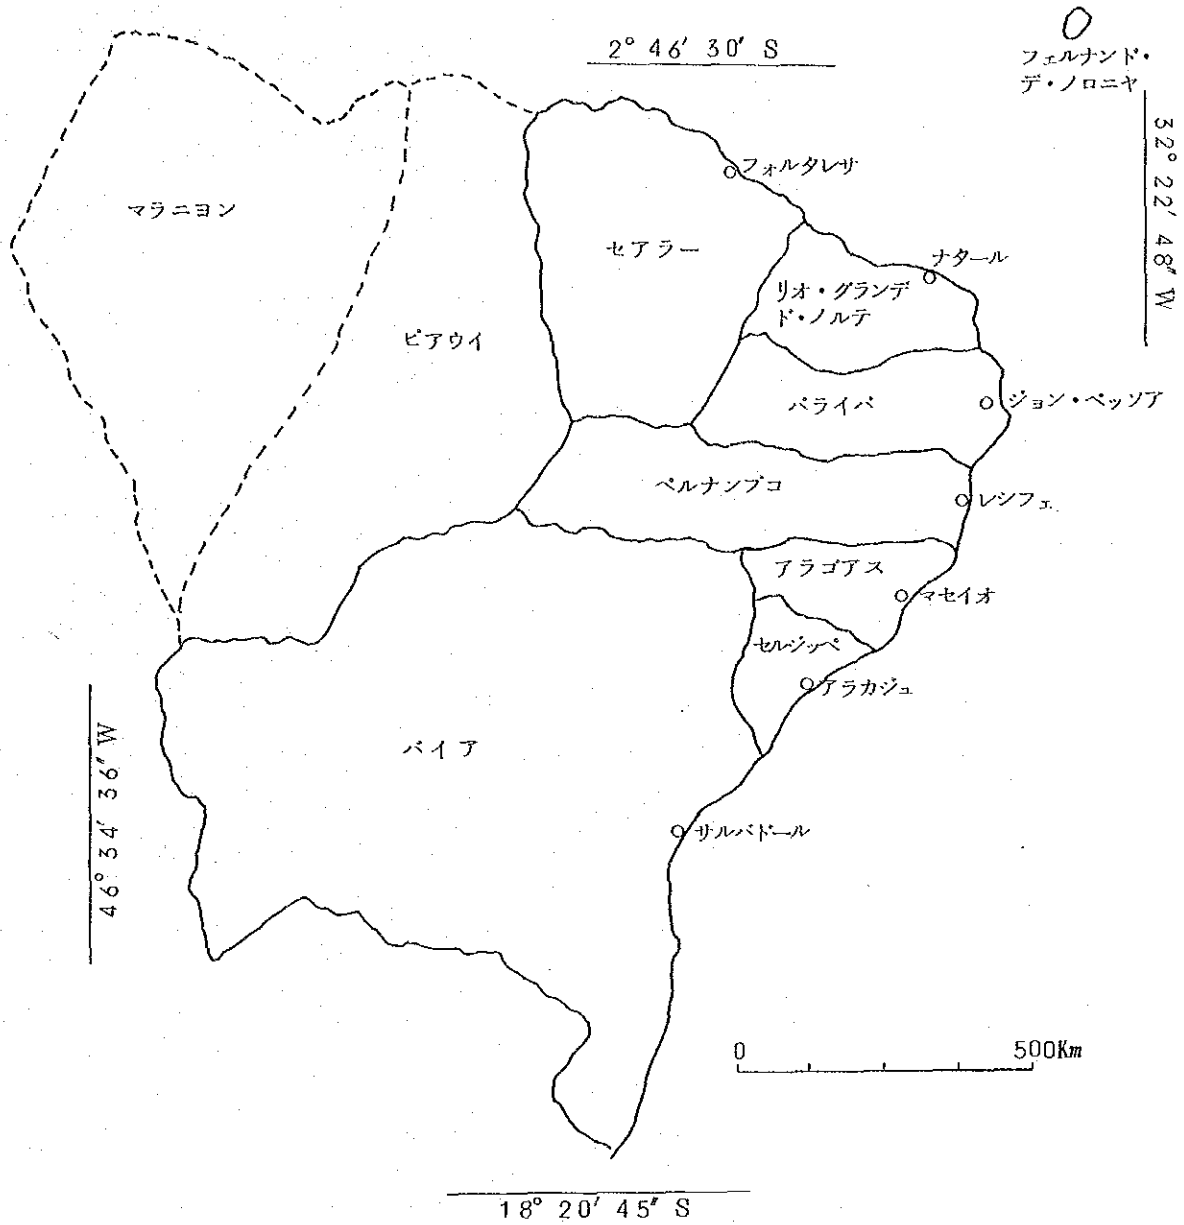 2° 46′ 30″ S
フェルナンド・
デ・ノロニヤ
32° 22′ 48″ W
フォルタレサ
マラニヨン
セアラー
ナタール
リオ・グランデ
ド・ノルテ
ピアウイ
パライバ
ジョン・ペッソア
ペルナンブコ
レシフェ
アラゴアス
マセイオ
セルジッペ
アラカジュ
46° 34′ 36″ W
バイア
サルバドール
0 500Km
18° 20′ 45″ S